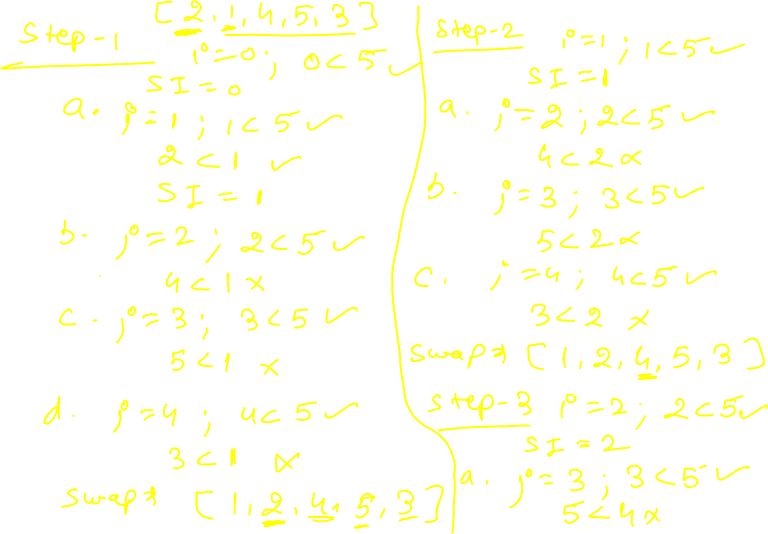 [2,1,4,5,3]
Step-1
i=0; 0<5 ✓
SI=0
a. j=1; 1<5 ✓
2<1 ✓
SI=1
b. j=2; 2<5 ✓
4<1 ×
c. j=3; 3<5 ✓
5<1 ×
d. j=4; 4<5 ✓
3<1 ×
swap→ [1,2,4,5,3]
Step-2 i=1; 1<5 ✓
SI=1
a. j=2; 2<5 ✓
4<2 ×
b. j=3; 3<5 ✓
5<2 ×
c. j=4; 4<5 ✓
3<2 ×
swap→ [1,2,4,5,3]
Step-3 i=2; 2<5 ✓
SI=2
a. j=3; 3<5 ✓
5<4 ×